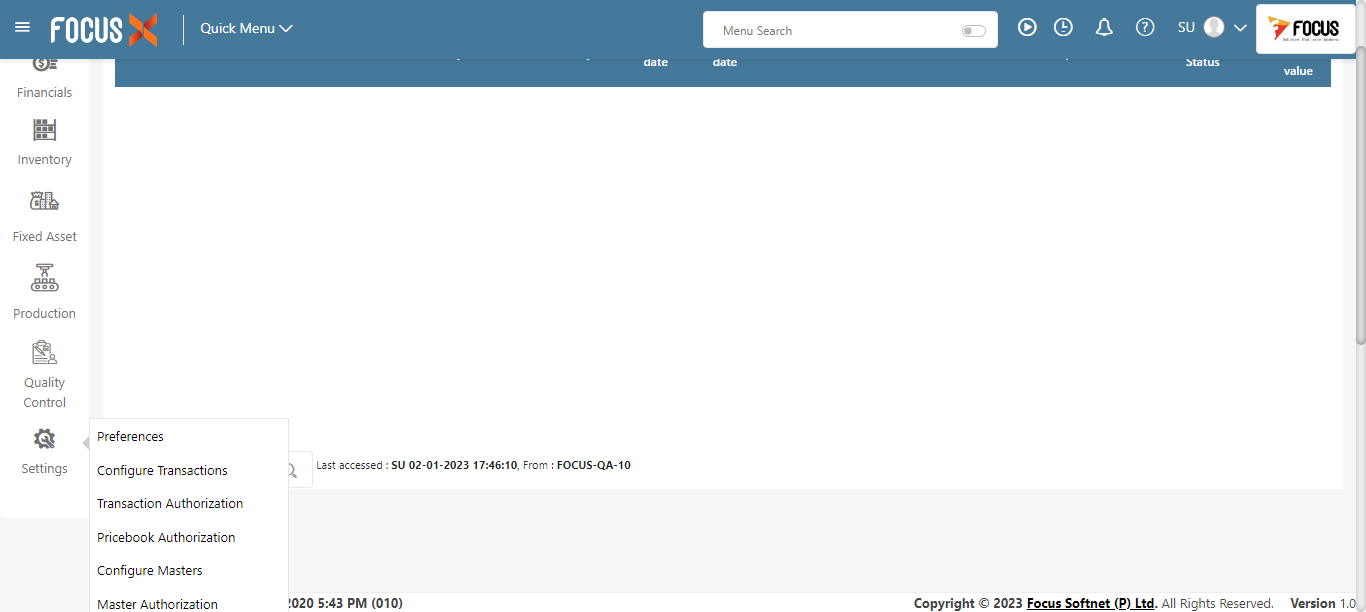 FOCUS X
Quick Menu
Menu Search
SU
FOCUS
date
date
Status
value
Financials
Inventory
Fixed Asset
Production
Quality
Control
Settings
Preferences
Configure Transactions
Transaction Authorization
Pricebook Authorization
Configure Masters
Master Authorization
Last accessed : SU 02-01-2023 17:46:10, From : FOCUS-QA-10
2020 5:43 PM (010)
Copyright © 2023 Focus Softnet (P) Ltd. All Rights Reserved. Version 1.0